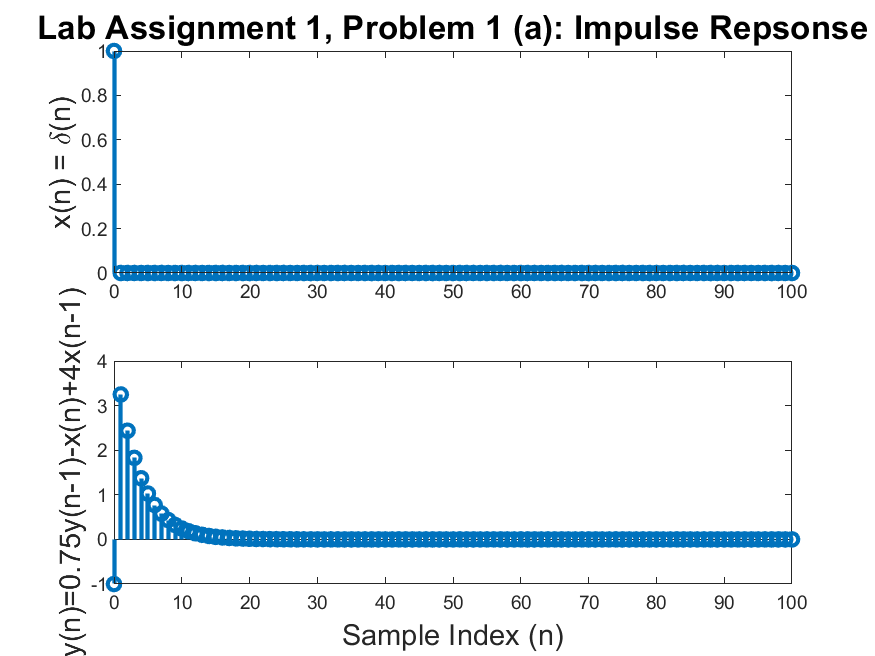 Lab Assignment 1, Problem 1 (a): Impulse Repsonse
x(n) = δ(n)
1
0.8
0.6
0.4
0.2
0
0 10 20 30 40 50 60 70 80 90 100
y(n)=0.75y(n-1)-x(n)+4x(n-1)
4
3
2
1
0
-1
0 10 20 30 40 50 60 70 80 90 100
Sample Index (n)